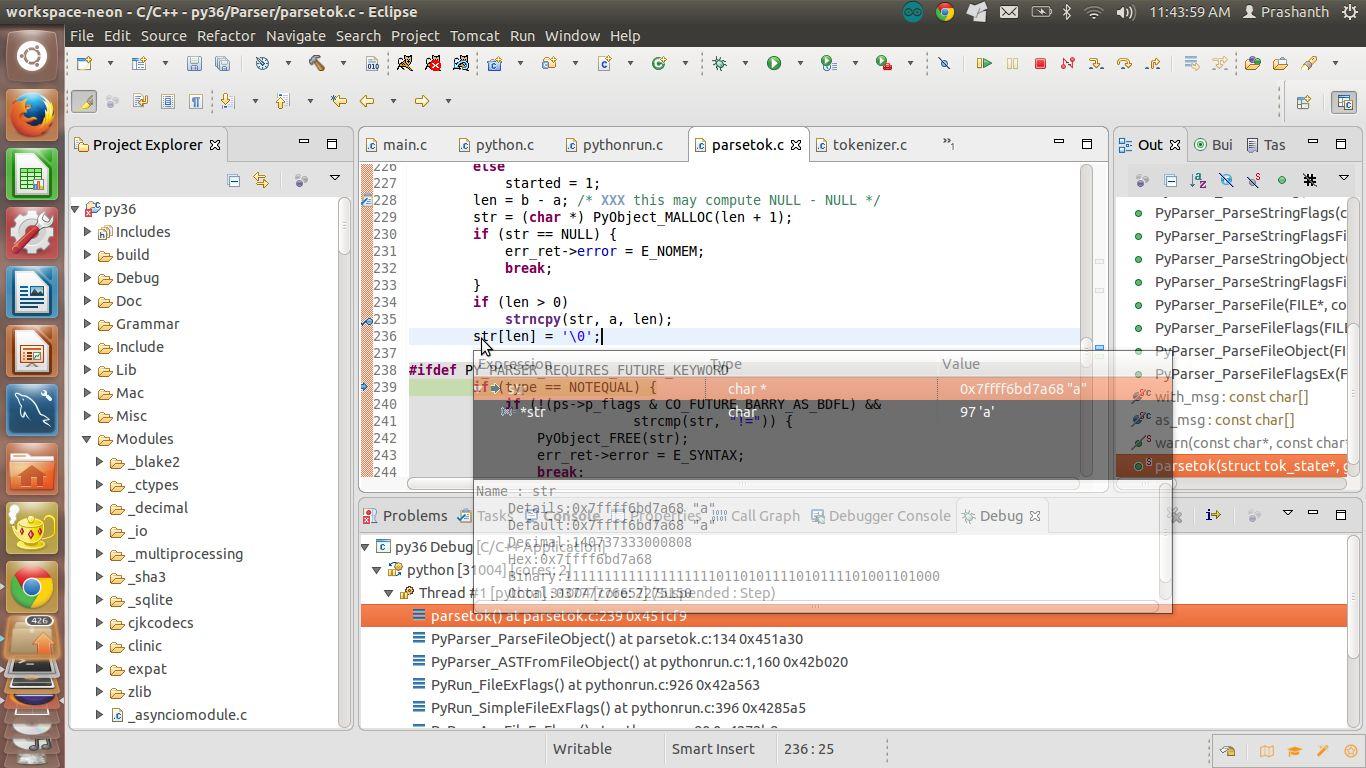 workspace-neon - C/C++ - py36/Parser/parsetok.c - Eclipse
11:43:59 AM Prashanth
File Edit Source Refactor Navigate Search Project Tomcat Run Window Help
Project Explorer
py36
Includes
build
Debug
Doc
Grammar
Include
Lib
Mac
Misc
Modules
_blake2
_ctypes
_decimal
_io
_multiprocessing
_sha3
_sqlite
cjkcodecs
clinic
expat
zlib
_asynciomodule.c
426
main.c python.c pythonrun.c parsetok.c tokenizer.c »1
226 else
227 started = 1;
228 len = b - a; /* XXX this may compute NULL - NULL */
229 str = (char *) PyObject_MALLOC(len + 1);
230 if (str == NULL) {
231 err_ret->error = E_NOMEM;
232 break;
233 }
234 if (len > 0)
235 strncpy(str, a, len);
236 str[len] = '\0';
237
238 #ifdef PY_PARSER_REQUIRES_FUTURE_KEYWORD
239 if (type == NOTEQUAL) {
240 if (!(ps->p_flags & CO_FUTURE_BARRY_AS_BDFL) &&
241 strcmp(str, "!=")) {
242 PyObject_FREE(str);
243 err_ret->error = E_SYNTAX;
244 break;
Expression Type Value
str char * 0x7ffff6bd7a68 "a"
*str char 97 'a'
Name : str
Details:0x7ffff6bd7a68 "a"
Default:0x7ffff6bd7a68 "a"
Decimal:140737333000808
Hex:0x7ffff6bd7a68
Out Bui Tas
PyParser_ParseStringFlags(c
PyParser_ParseStringFlagsFi
PyParser_ParseStringObject(
PyParser_ParseStringFlags
PyParser_ParseFile(FILE*, co
PyParser_ParseFileFlags(FILE
PyParser_ParseFileObject(FI
PyParser_ParseFileFlagsEx(F
with_msg : const char[]
as_msg : const char[]
warn(const char*, const char
parsetok(struct tok_state*, g
Problems Tasks Console Properties Call Graph Debugger Console Debug
py36 Debug [C/C++ Application]
python [31004] [cores: 2]
Thread #1 [python] (Suspended : Step)
parsetok() at parsetok.c:239 0x451cf9
PyParser_ParseFileObject() at parsetok.c:134 0x451a30
PyParser_ASTFromFileObject() at pythonrun.c:1,160 0x42b020
PyRun_FileExFlags() at pythonrun.c:926 0x42a563
PyRun_SimpleFileExFlags() at pythonrun.c:396 0x4285a5
Writable Smart Insert 236 : 25